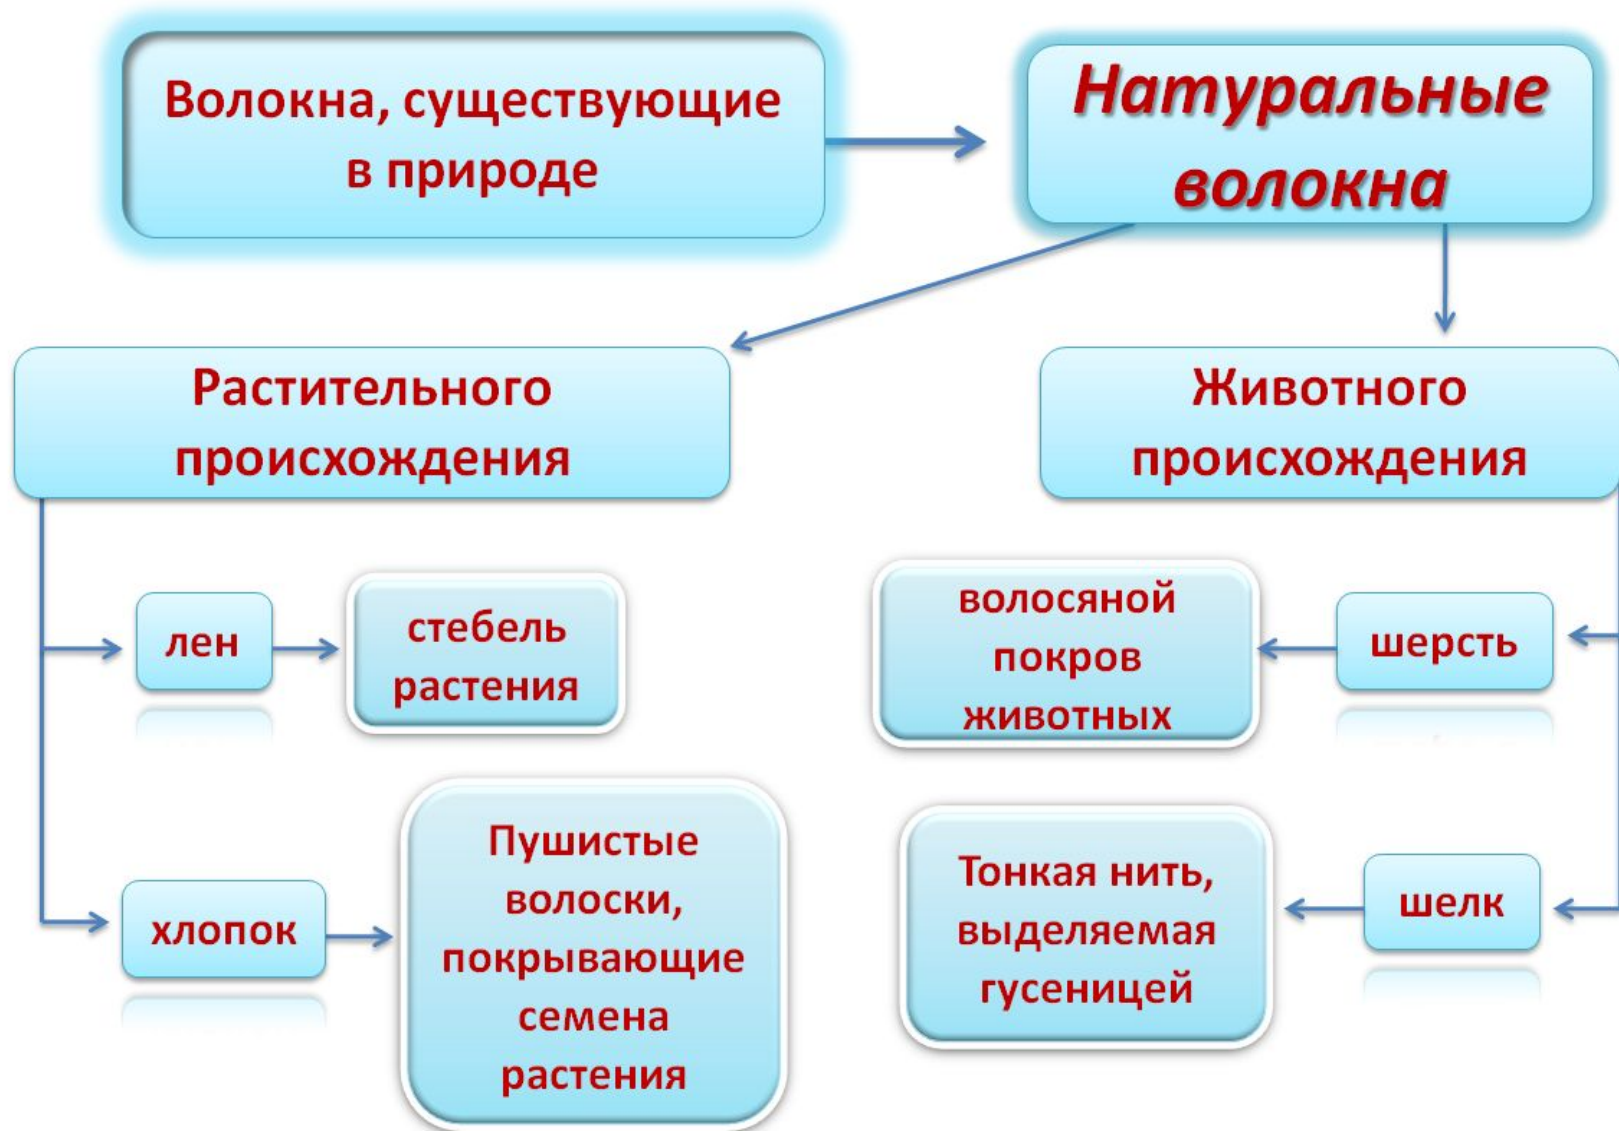 Волокна, существующие
в природе
Натуральные
волокна
Растительного
происхождения
Животного
происхождения
лен
стебель
растения
волосяной
покров
животных
шерсть
хлопок
Пушистые
волоски,
покрывающие
семена
растения
Тонкая нить,
выделяемая
гусеницей
шелк